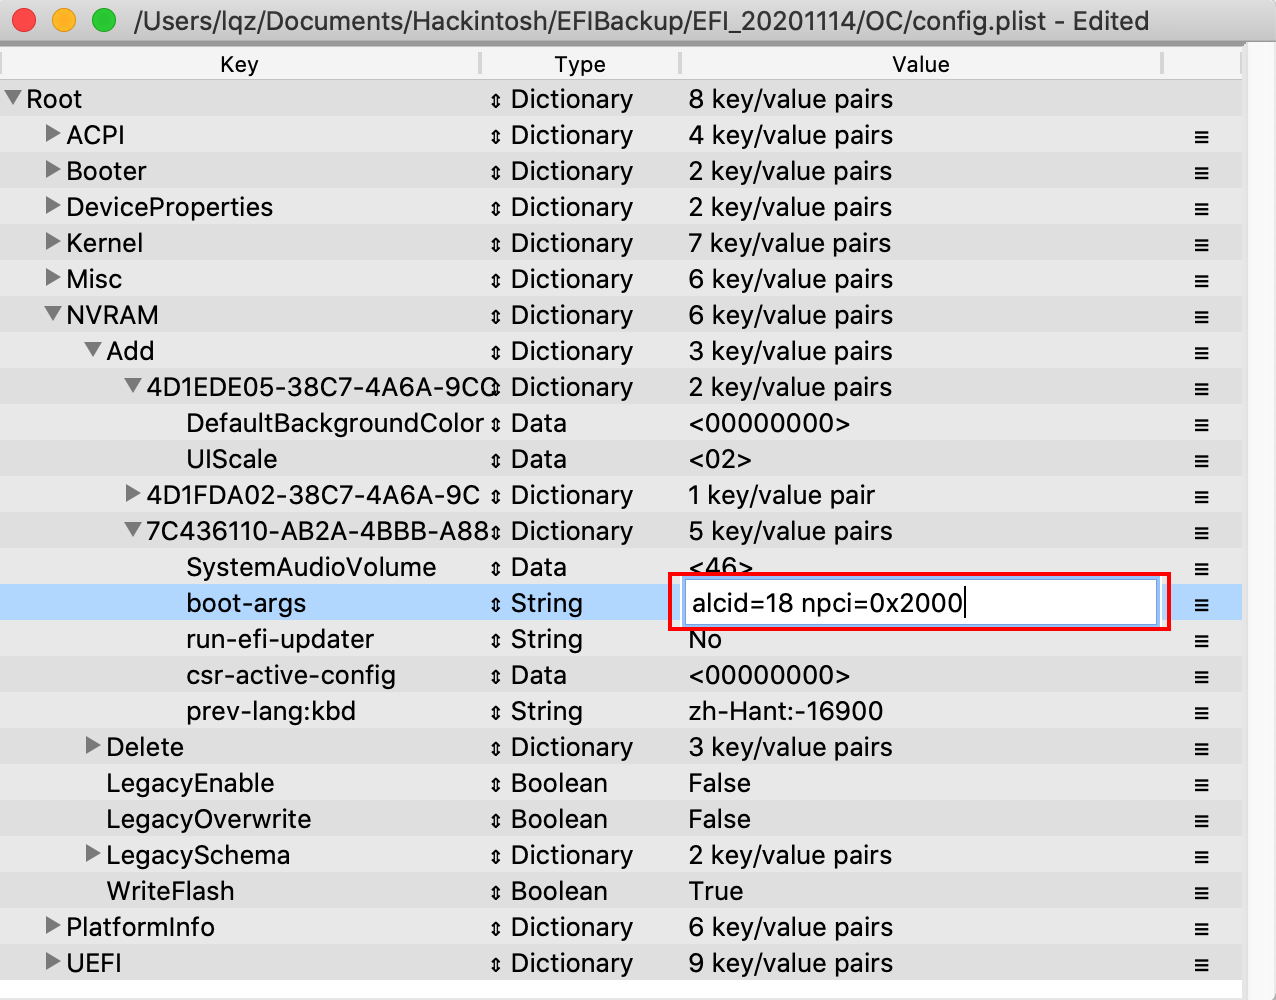 /Users/lqz/Documents/Hackintosh/EFIBackup/EFI_20201114/OC/config.plist - Edited
Key Type Value
Root Dictionary 8 key/value pairs
ACPI Dictionary 4 key/value pairs
Booter Dictionary 2 key/value pairs
DeviceProperties Dictionary 2 key/value pairs
Kernel Dictionary 7 key/value pairs
Misc Dictionary 6 key/value pairs
NVRAM Dictionary 6 key/value pairs
Add Dictionary 3 key/value pairs
4D1EDE05-38C7-4A6A-9CC Dictionary 2 key/value pairs
DefaultBackgroundColor Data <00000000>
UIScale Data <02>
4D1FDA02-38C7-4A6A-9C Dictionary 1 key/value pair
7C436110-AB2A-4BBB-A88 Dictionary 5 key/value pairs
SystemAudioVolume Data <46>
boot-args String alcid=18 npci=0x2000
run-efi-updater String No
csr-active-config Data <00000000>
prev-lang:kbd String zh-Hant:-16900
Delete Dictionary 3 key/value pairs
LegacyEnable Boolean False
LegacyOverwrite Boolean False
LegacySchema Dictionary 2 key/value pairs
WriteFlash Boolean True
PlatformInfo Dictionary 6 key/value pairs
UEFI Dictionary 9 key/value pairs